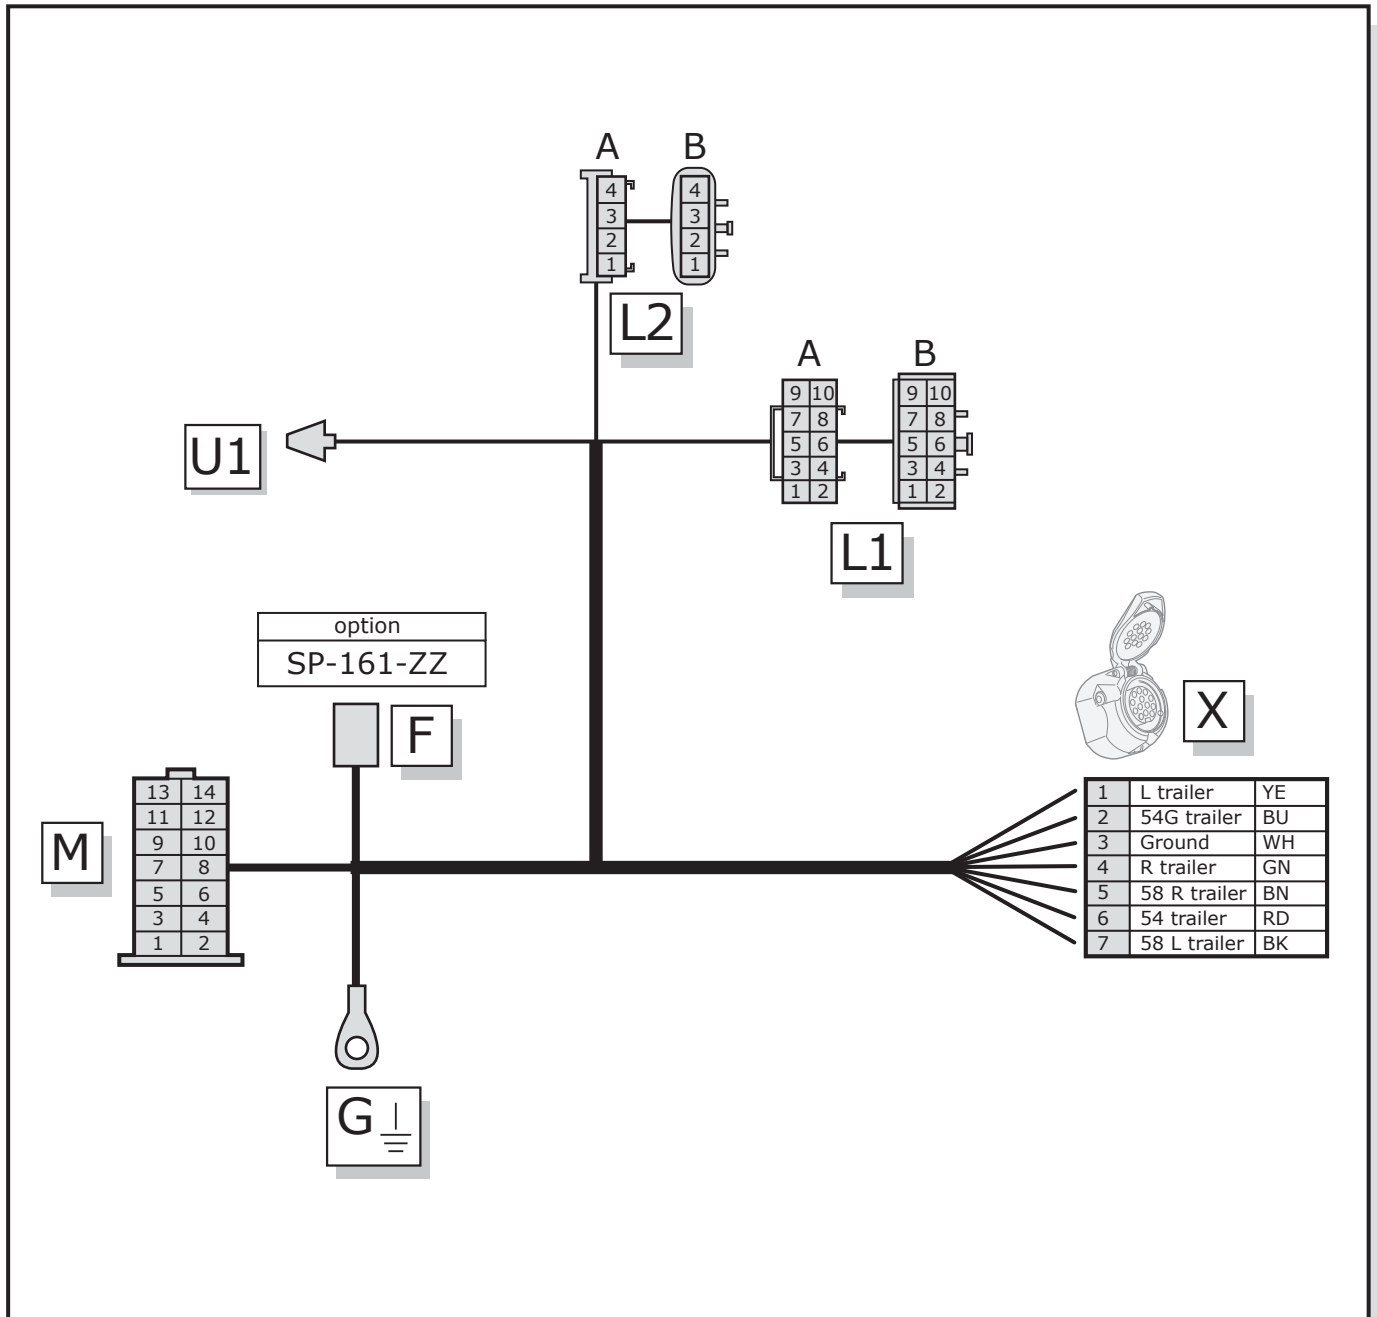 A B
4 4
3 3
2 2
1 1
L2
A B
9 10 9 10
7 8 7 8
5 6 5 6
3 4 3 4
1 2 1 2
U1
L1
option
SP-161-ZZ
F
X
M
13 14
11 12
9 10
7 8
5 6
3 4
1 2
1 L trailer YE
2 54G trailer BU
3 Ground WH
4 R trailer GN
5 58 R trailer BN
6 54 trailer RD
7 58 L trailer BK
G